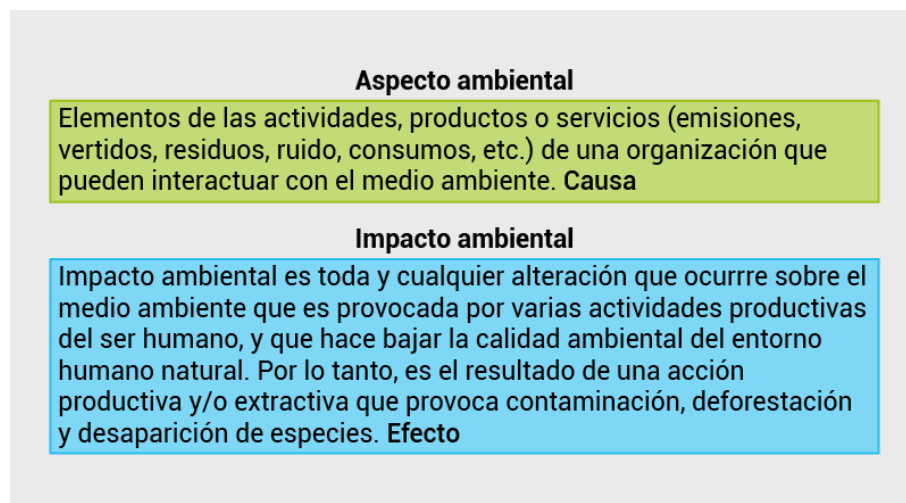 Aspecto ambiental
Elementos de las actividades, productos o servicios (emisiones,
vertidos, residuos, ruido, consumos, etc.) de una organización que
pueden interactuar con el medio ambiente. Causa
Impacto ambiental
Impacto ambiental es toda y cualquier alteración que ocurrre sobre el
medio ambiente que es provocada por varias actividades productivas
del ser humano, y que hace bajar la calidad ambiental del entorno
humano natural. Por lo tanto, es el resultado de una acción
productiva y/o extractiva que provoca contaminación, deforestación
y desaparición de especies. Efecto